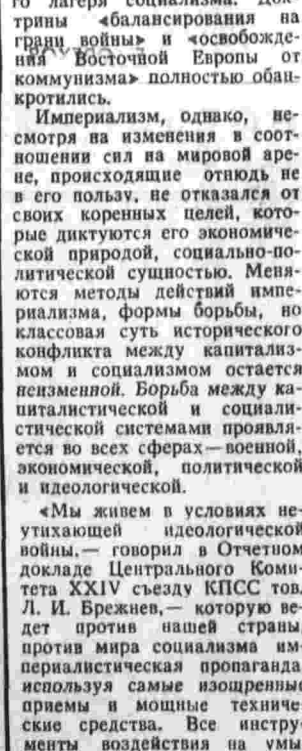 го лагеря социализма. Док-
трины «балансирования на
грани войны» и «освобожде-
ния Восточной Европы от
коммунизма» полностью обан-
кротились.
Империализм, однако, не-
смотря на изменения в соот-
ношении сил на мировой аре-
не, происходящие отнюдь не
в его пользу, не отказался от
своих коренных целей, кото-
рые диктуются его экономиче-
ской природой, социально-по-
литической сущностью. Меня-
ются методы действий импе-
риализма, формы борьбы, но
классовая суть исторического
конфликта между капитализ-
мом и социализмом остается
неизменной. Борьба между ка-
питалистической и социали-
стической системами проявля-
ется во всех сферах—военной,
экономической, политической
и идеологической.
«Мы живем в условиях не-
утихающей идеологической
войны,— говорил в Отчетном
докладе Центрального Коми-
тета XXIV съезду КПСС тов.
Л. И. Брежнев,— которую ве-
дет против нашей страны,
против мира социализма им-
периалистическая пропаганда
используя самые изощренные
приемы и мощные техниче-
ские средства. Все инстру-
менты воздействия на умы